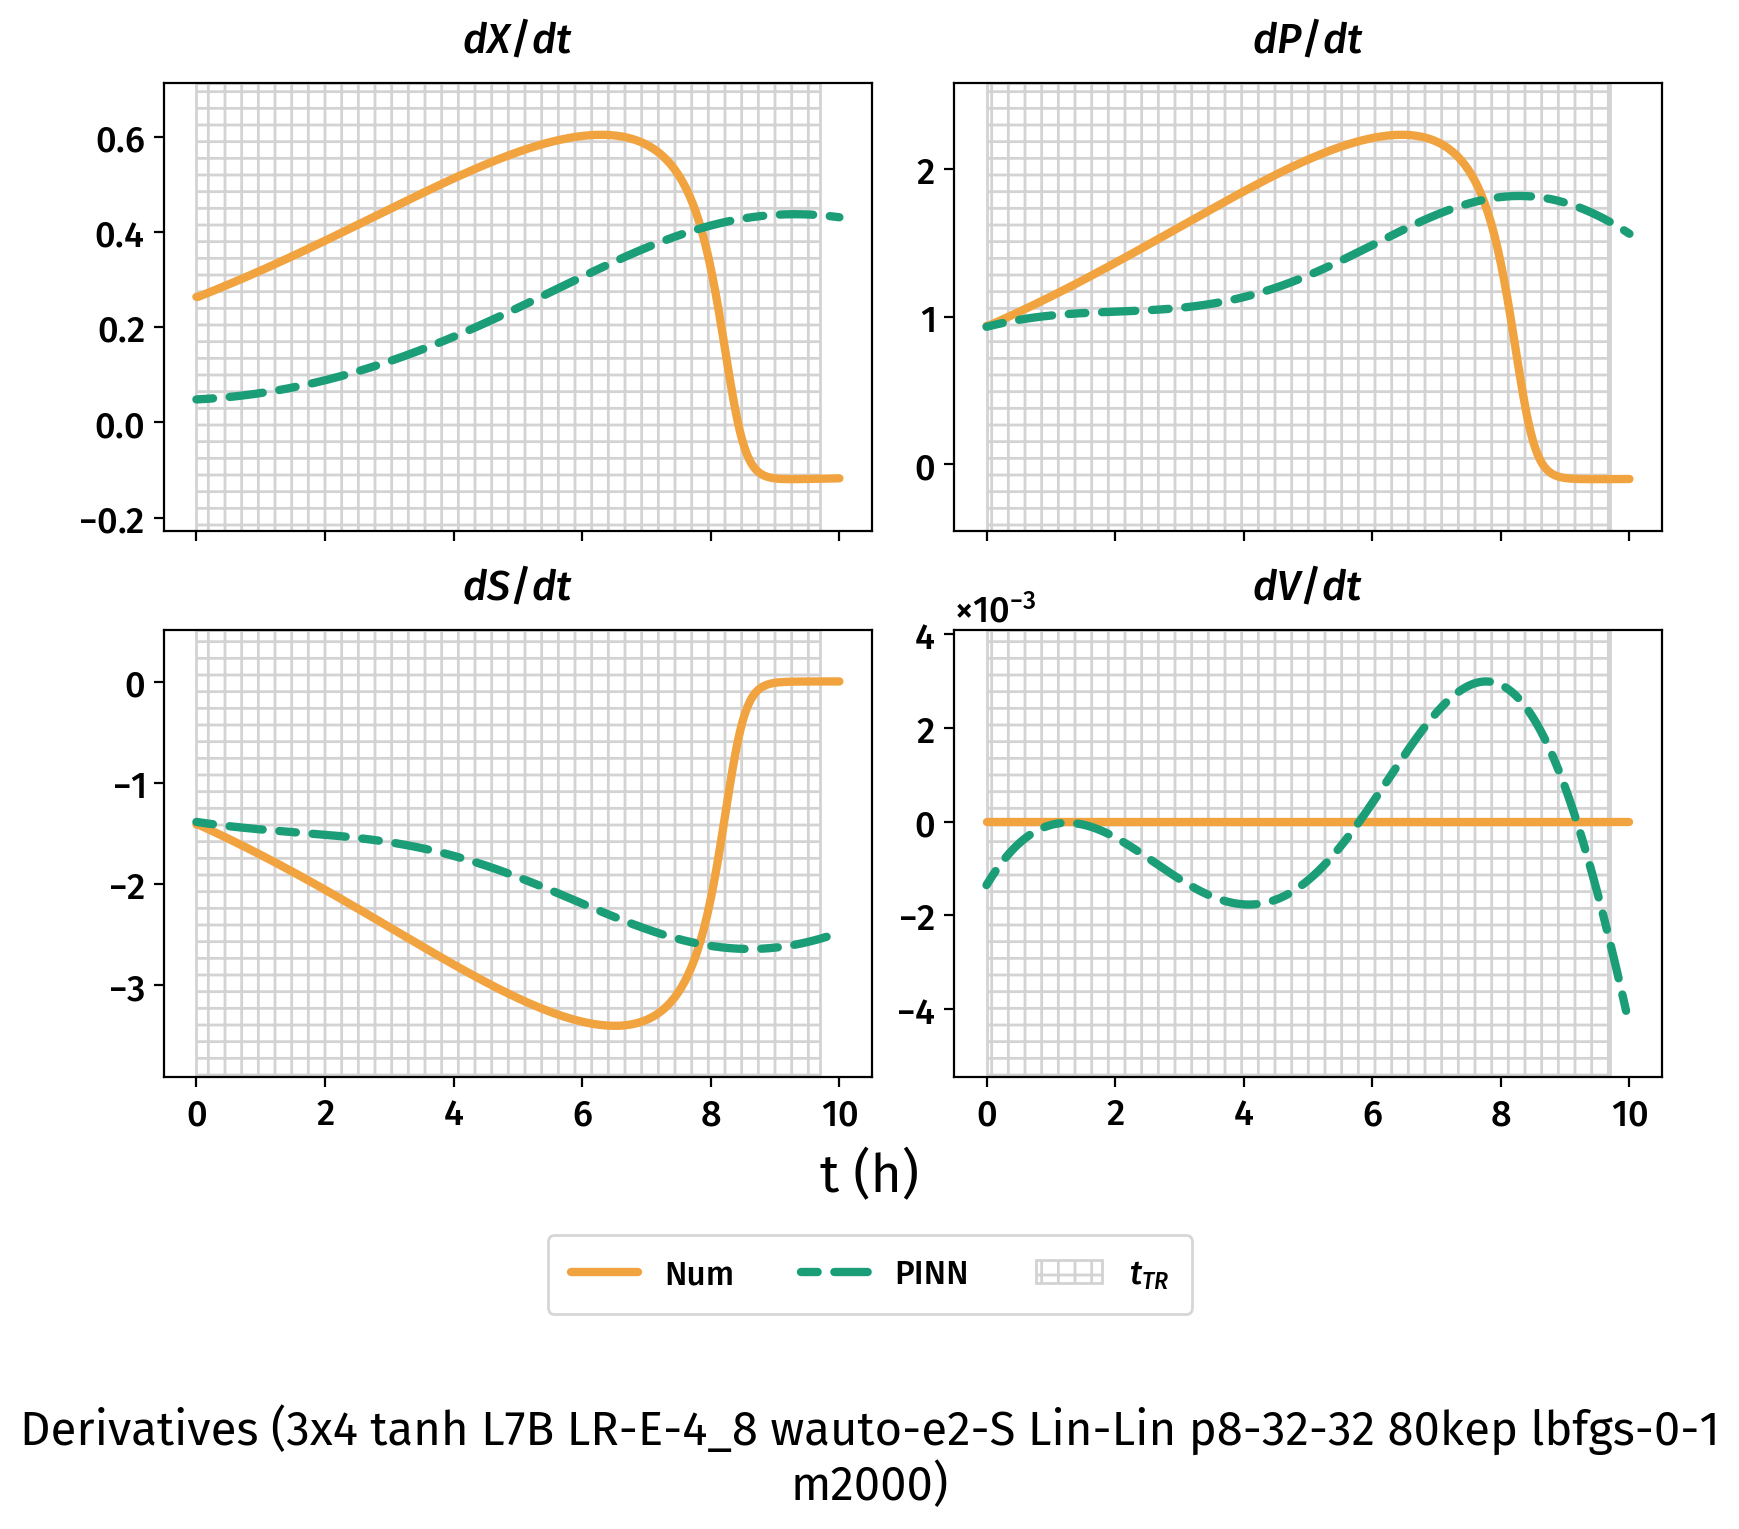 dX/dt
dP/dt
0.6
0.4
0.2
0.0
−0.2
2
1
0
dS/dt
dV/dt
×10⁻³
0
−1
−2
−3
4
2
0
−2
−4
0 2 4 6 8 10
0 2 4 6 8 10
t (h)
Num PINN t_TR
Derivatives (3x4 tanh L7B LR-E-4_8 wauto-e2-S Lin-Lin p8-32-32 80kep lbfgs-0-1
m2000)